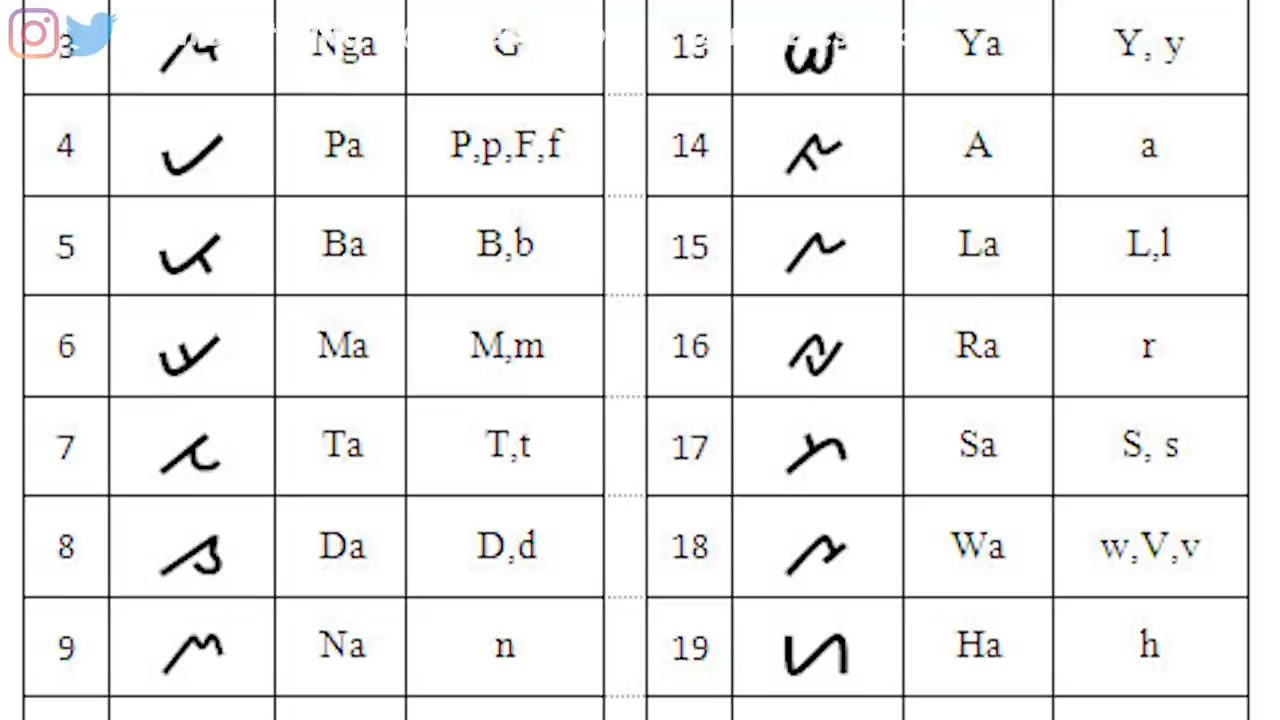 3 ꤲ Nga G 13 ꤿ Ya Y, y
4 ꤶ Pa P,p,F,f 14 ꥆ A a
5 ꤷ Ba B,b 15 ꤾ La L,l
6 ꤸ Ma M,m 16 ꤽ Ra r
7 ꤳ Ta T,t 17 ꤼ Sa S, s
8 ꤴ Da D,d 18 ꥀ Wa w,V,v
9 ꤵ Na n 19 ꥁ Ha h